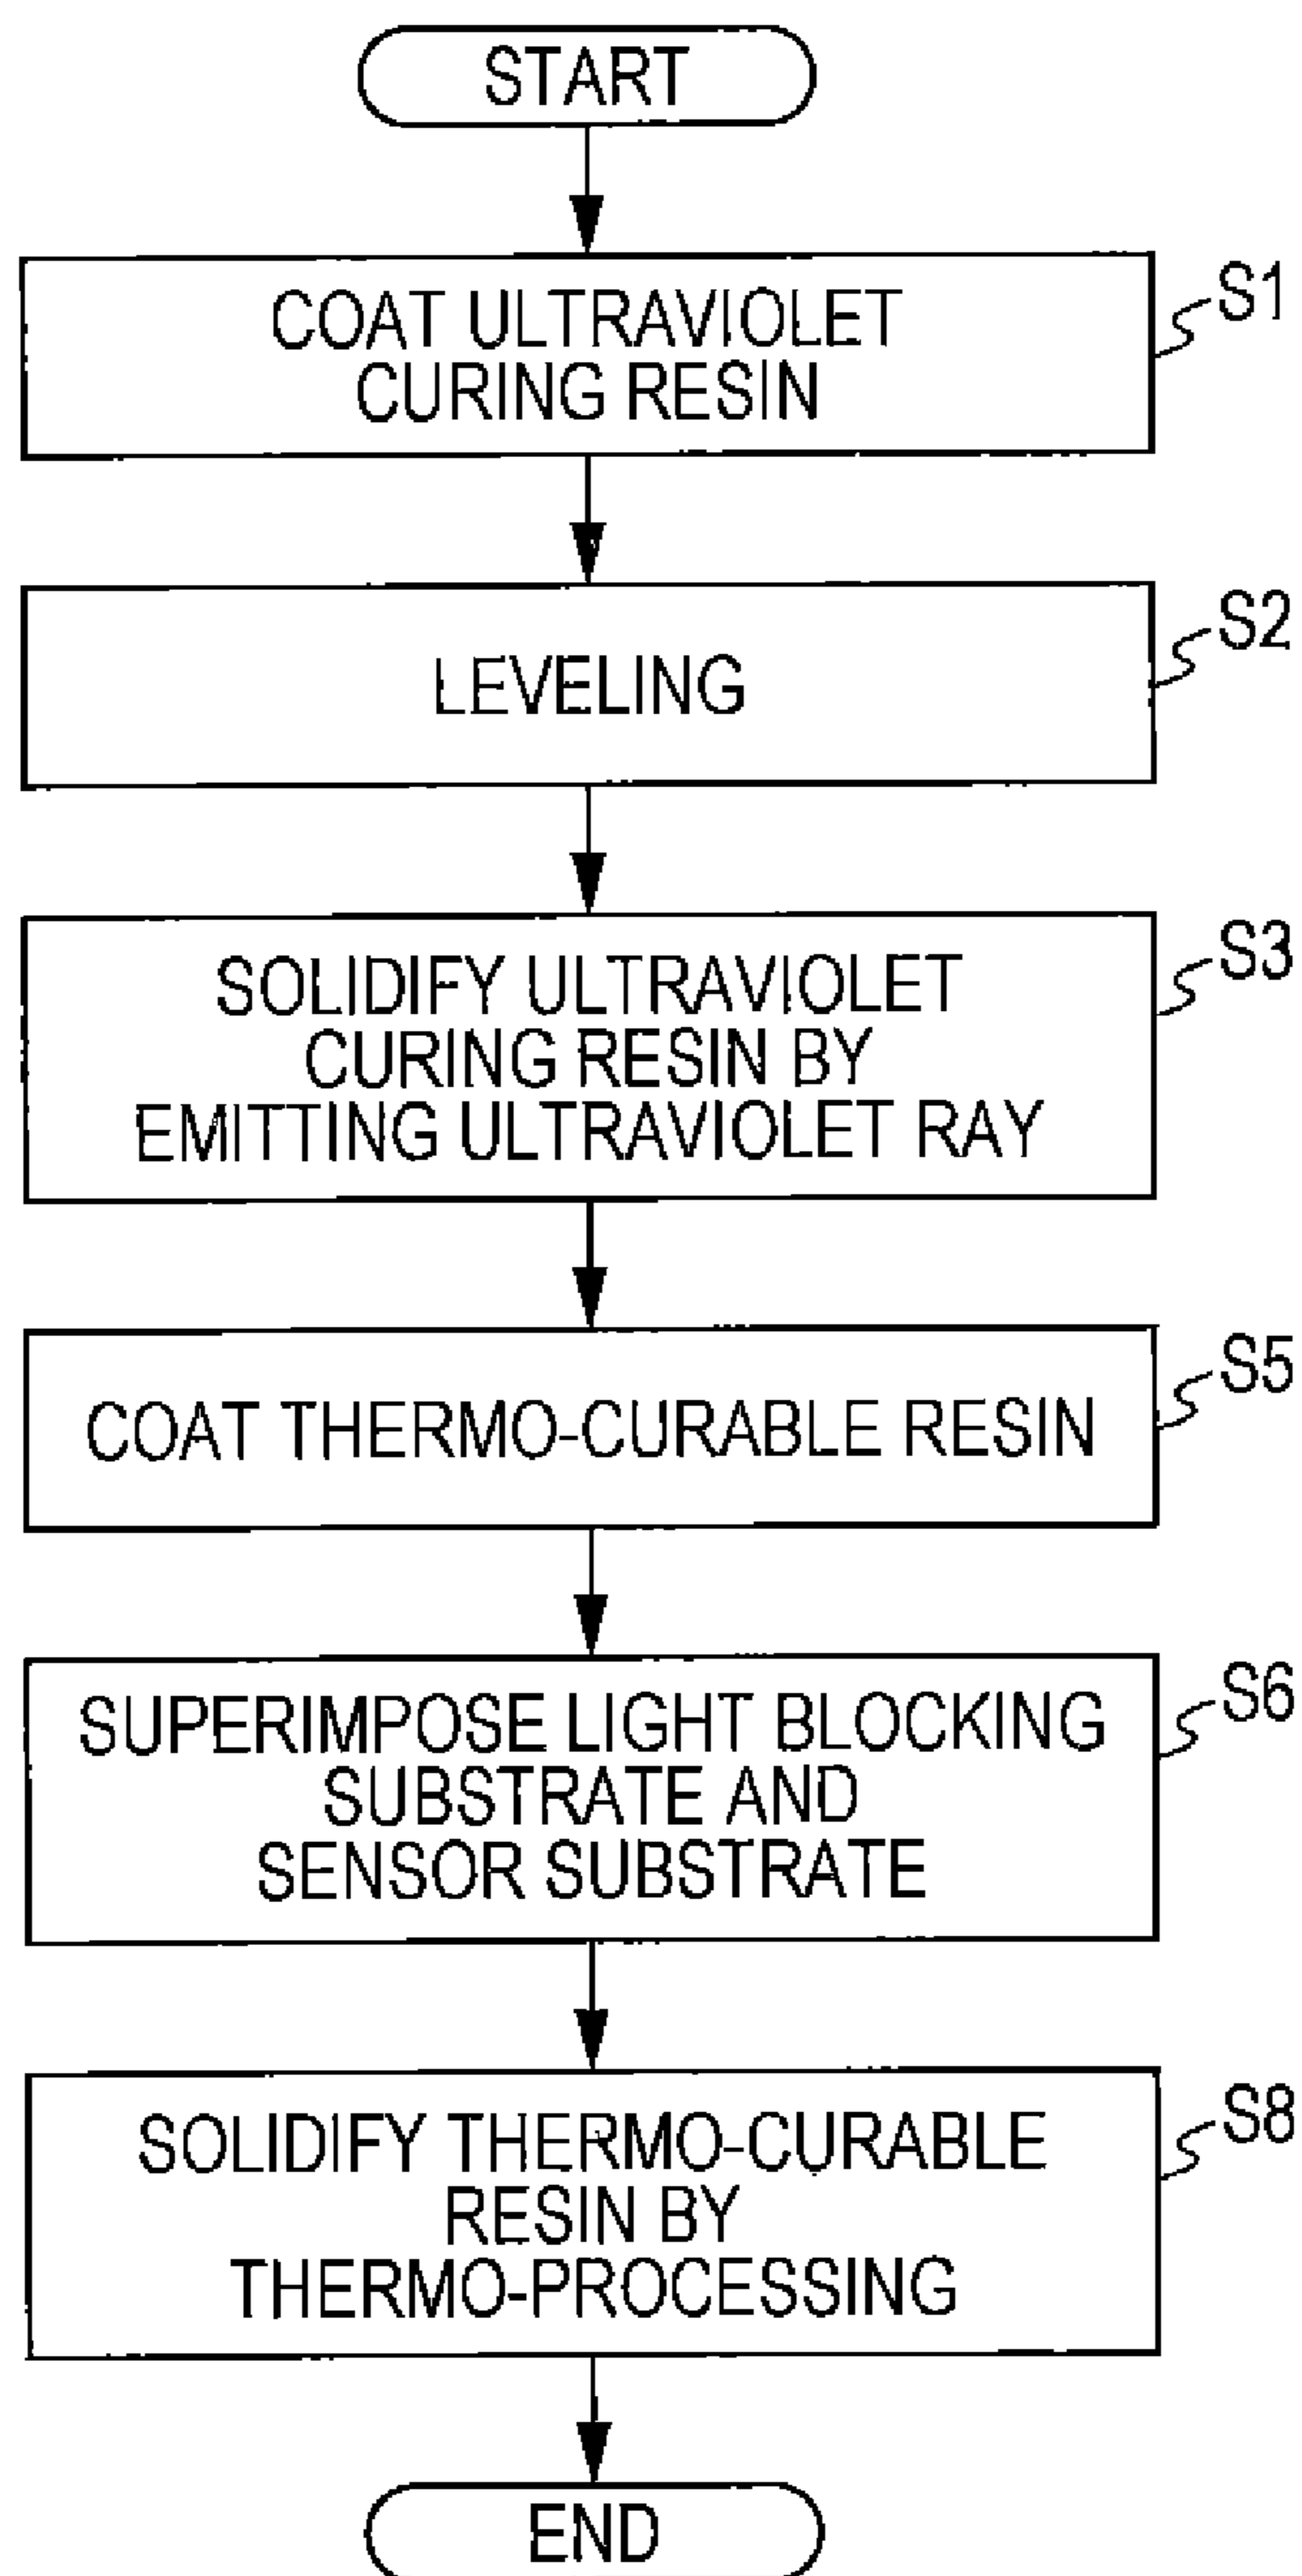 START
COAT ULTRAVIOLET
CURING RESIN
S1
LEVELING
S2
SOLIDIFY ULTRAVIOLET
CURING RESIN BY
EMITTING ULTRAVIOLET RAY
S3
COAT THERMO-CURABLE RESIN
S5
SUPERIMPOSE LIGHT BLOCKING
SUBSTRATE AND
SENSOR SUBSTRATE
S6
SOLIDIFY THERMO-CURABLE
RESIN BY
THERMO-PROCESSING
S8
END